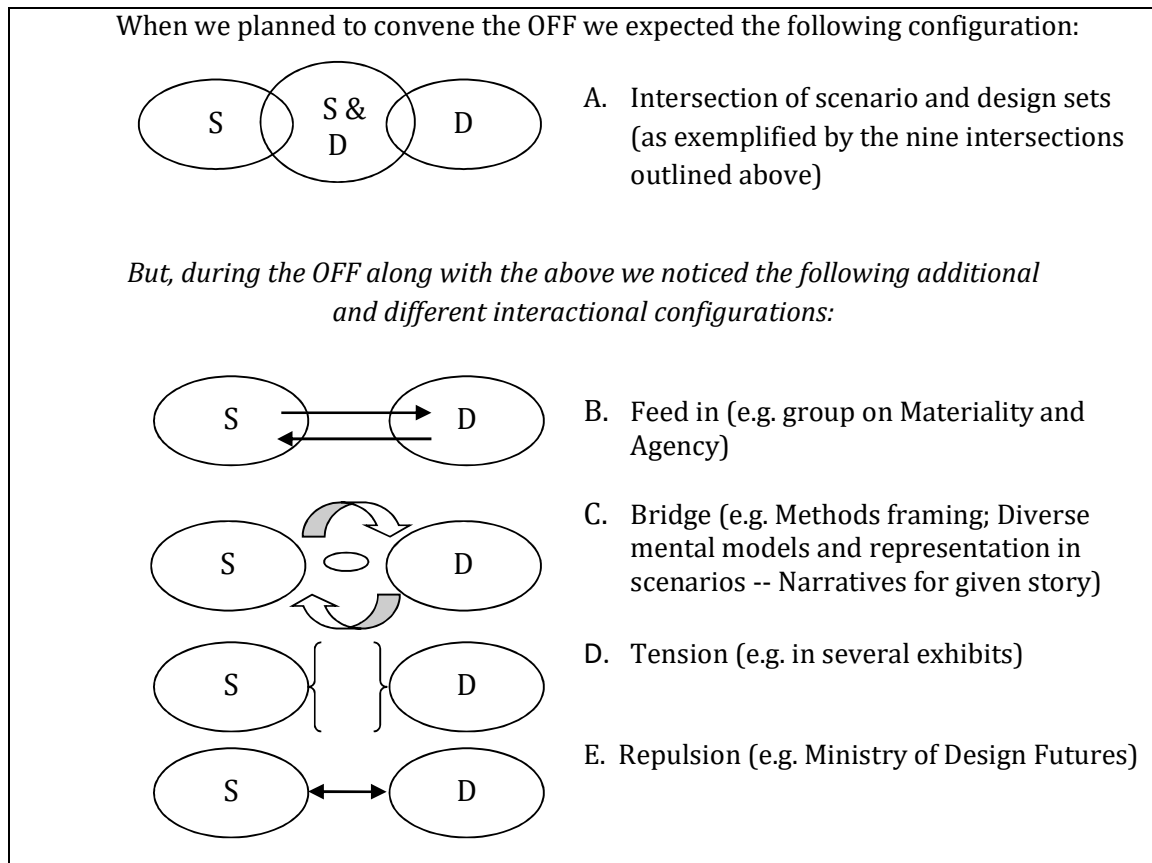 When we planned to convene the OFF we expected the following configuration:
S
S &
D
D
A. Intersection of scenario and design sets
(as exemplified by the nine intersections
outlined above)
But, during the OFF along with the above we noticed the following additional
and different interactional configurations:
S
D
B. Feed in (e.g. group on Materiality and
Agency)
S
D
C. Bridge (e.g. Methods framing; Diverse
mental models and representation in
scenarios -- Narratives for given story)
S
D
D. Tension (e.g. in several exhibits)
S
D
E. Repulsion (e.g. Ministry of Design Futures)